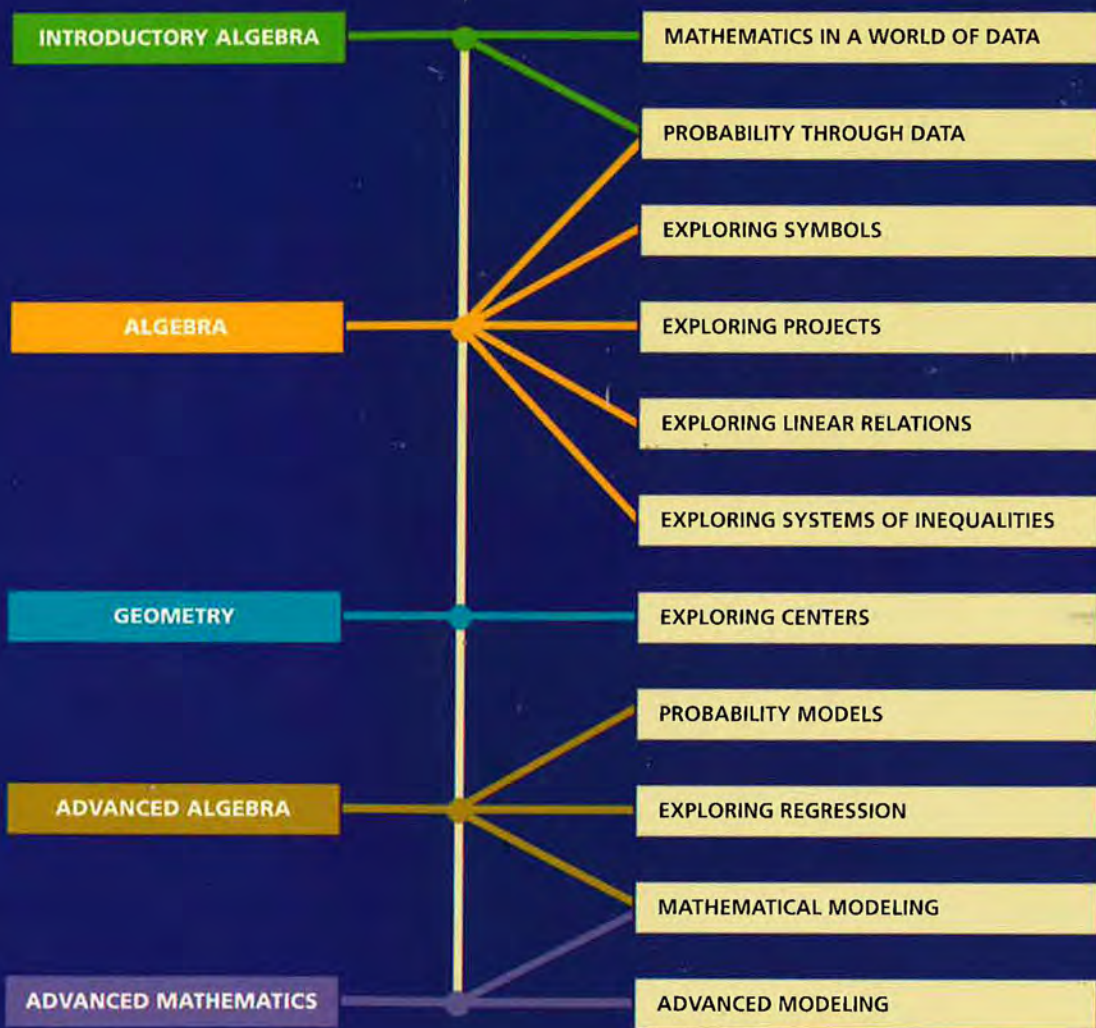 INTRODUCTORY ALGEBRA
MATHEMATICS IN A WORLD OF DATA
PROBABILITY THROUGH DATA
EXPLORING SYMBOLS
ALGEBRA
EXPLORING PROJECTS
EXPLORING LINEAR RELATIONS
EXPLORING SYSTEMS OF INEQUALITIES
GEOMETRY
EXPLORING CENTERS
PROBABILITY MODELS
ADVANCED ALGEBRA
EXPLORING REGRESSION
MATHEMATICAL MODELING
ADVANCED MATHEMATICS
ADVANCED MODELING